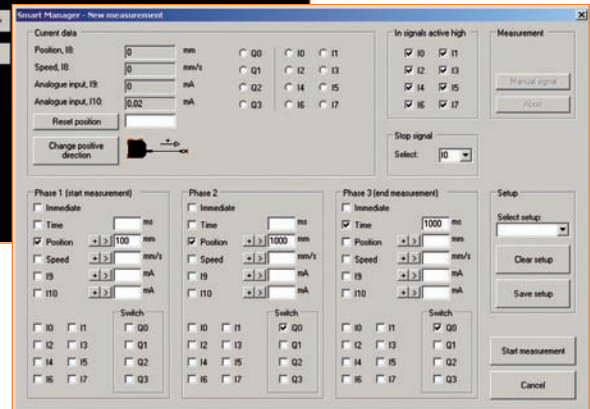 Smart Manager - New measurement
Current data
Position, I8: 0 mm
Speed, I8: 0 mm/s
Analogue input, I9: 0 mA
Analogue input, I10: 0,02 mA
Reset position
Change positive direction
Q0 I0 I1
Q1 I2 I3
Q2 I4 I5
Q3 I6 I7
In signals active high
I0 I1
I2 I3
I4 I5
I6 I7
Measurement
Manual signal
Abort
Stop signal
Select: I0
Phase 1 (start measurement)
Immediate
Time ms
Position + > 100 mm
Speed + > mm/s
I9 + > mA
I10 + > mA
Switch
I0 I1 Q0
I2 I3 Q1
I4 I5 Q2
I6 I7 Q3
Phase 2
Immediate
Time ms
Position + > 1000 mm
Speed + > mm/s
I9 + > mA
I10 + > mA
Switch
I0 I1 Q0
I2 I3 Q1
I4 I5 Q2
I6 I7 Q3
Phase 3 (end measurement)
Immediate
Time 1000 ms
Position + > mm
Speed + > mm/s
I9 + > mA
I10 + > mA
Switch
I0 I1 Q0
I2 I3 Q1
I4 I5 Q2
I6 I7 Q3
Setup
Select setup:
Clear setup
Save setup
Start measurement
Cancel